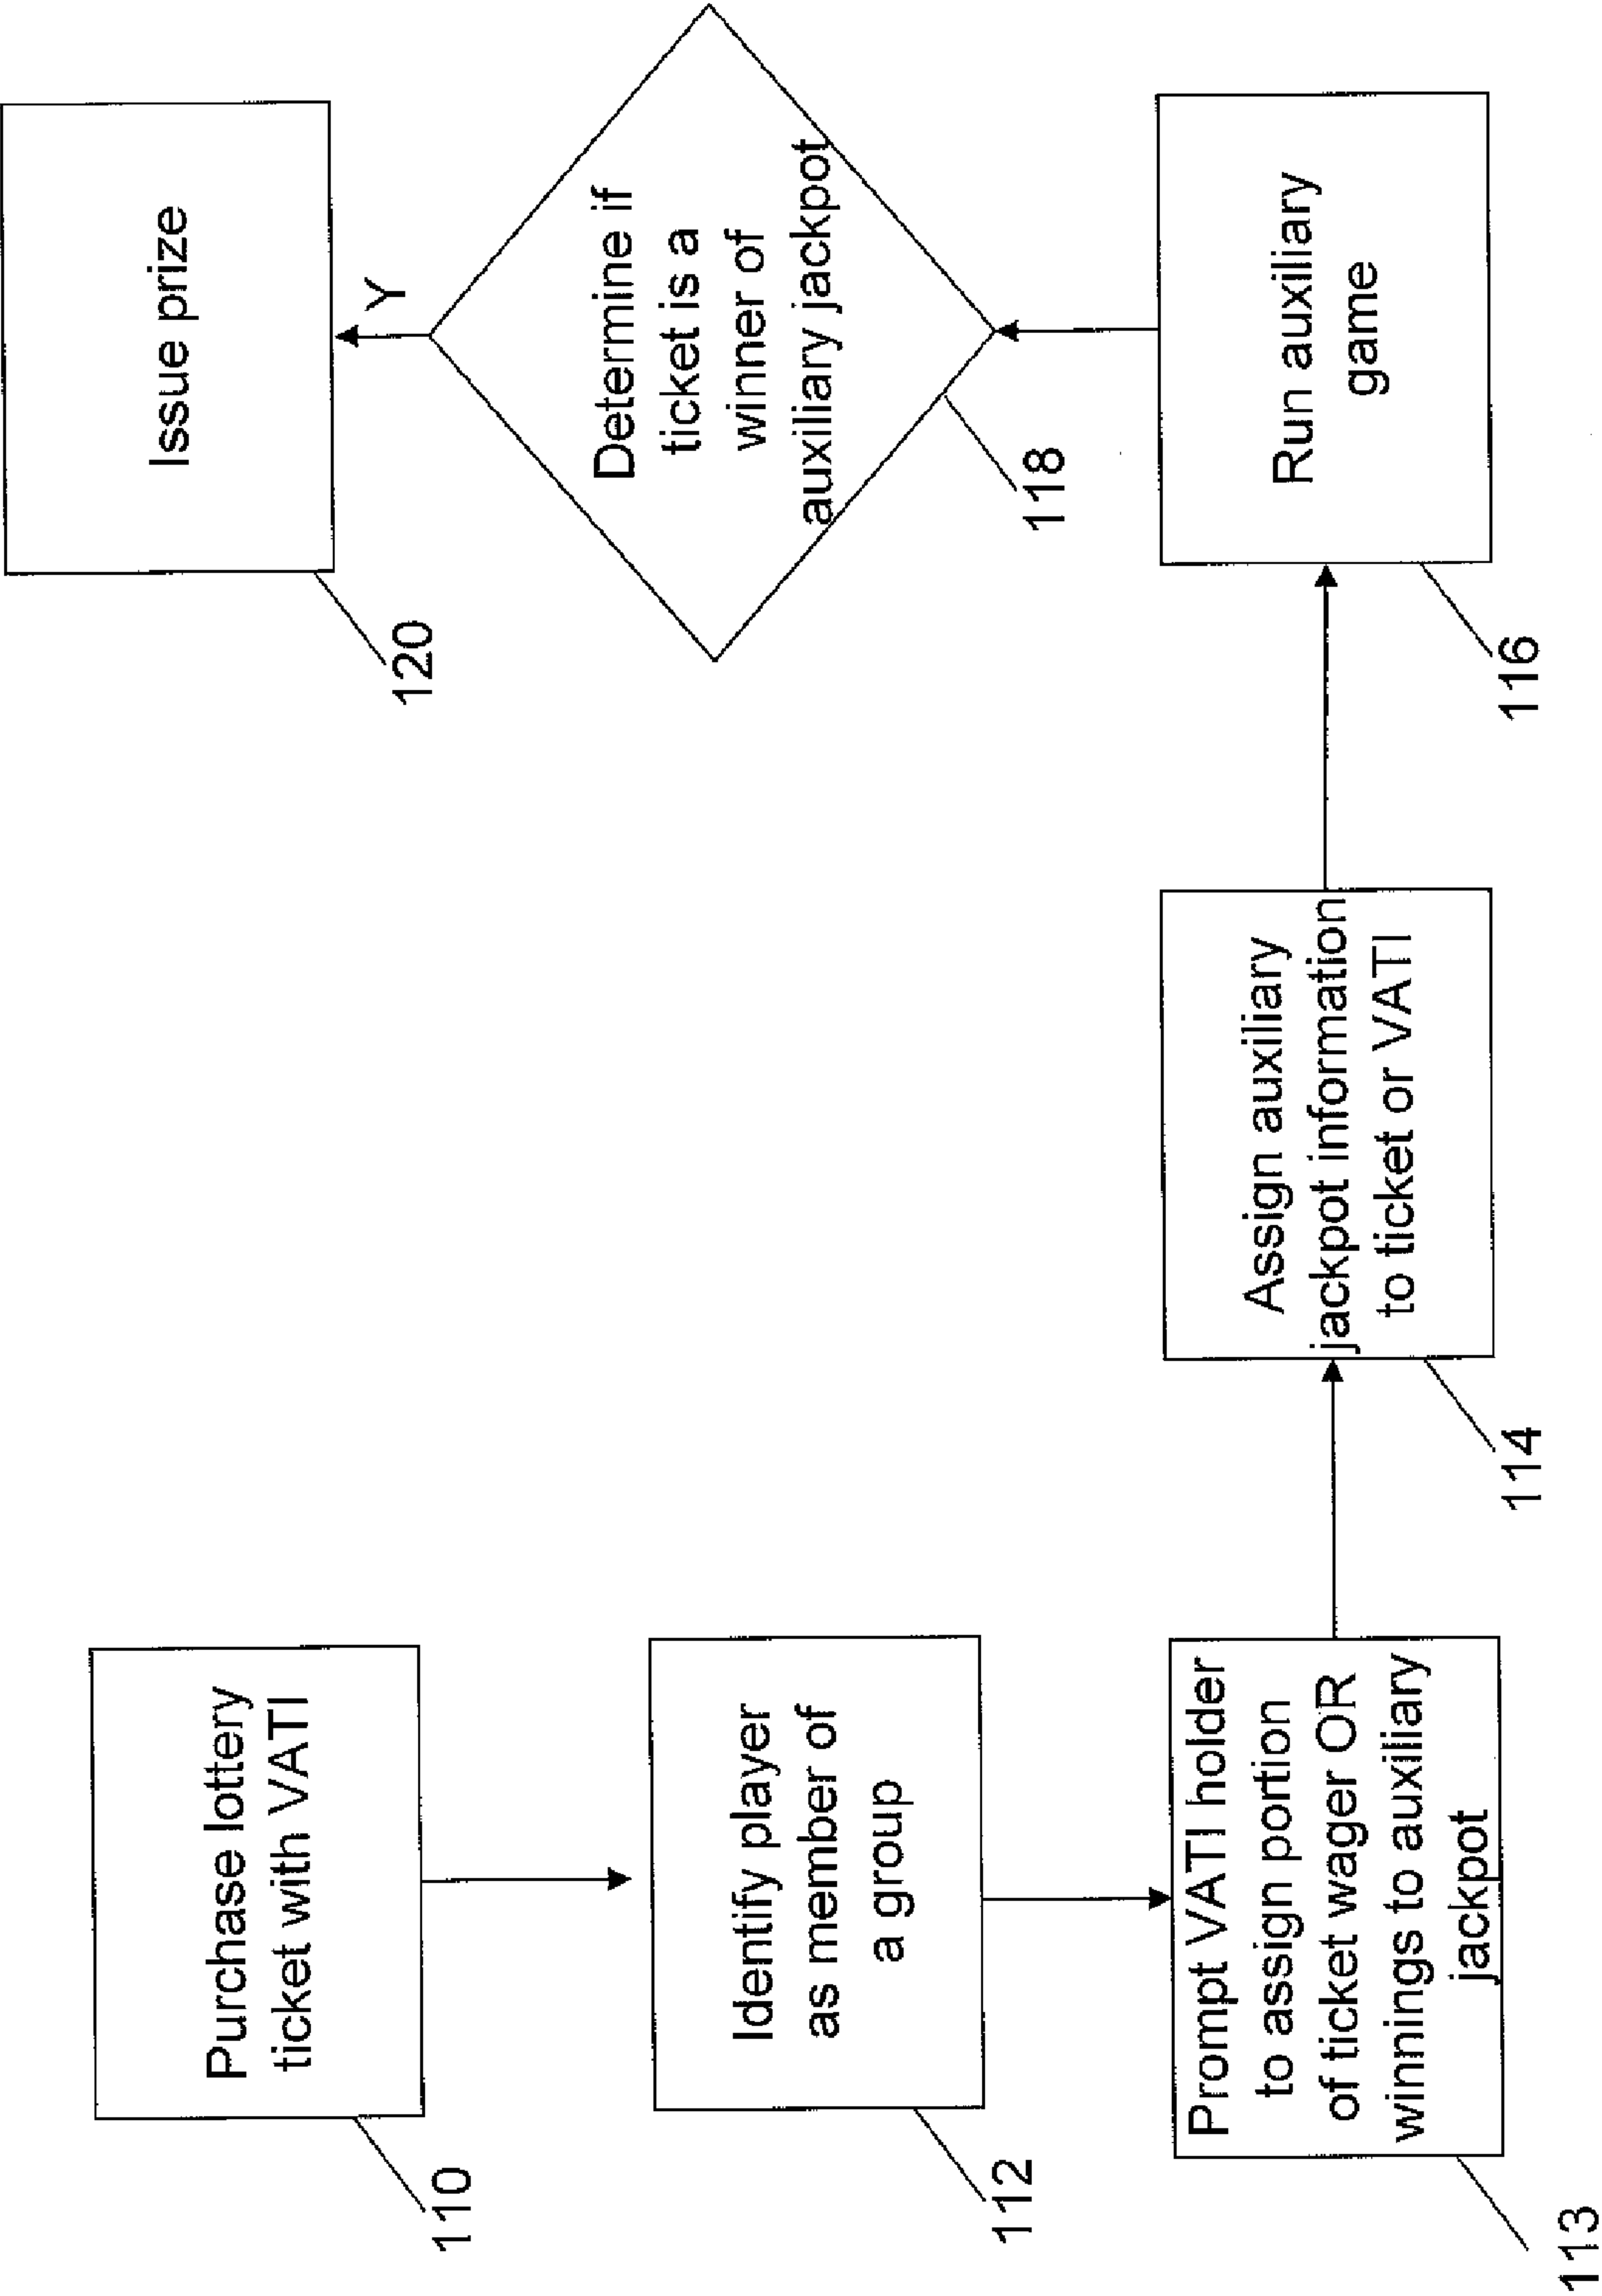 Purchase lottery
ticket with VATI
110
Identify player
as member of
a group
112
Prompt VATI holder
to assign portion
of ticket wager OR
winnings to auxiliary
jackpot
113
Assign auxiliary
jackpot information
to ticket or VATI
114
Run auxiliary
game
116
Determine if
ticket is a
winner of
auxiliary jackpot
118
Y
Issue prize
120